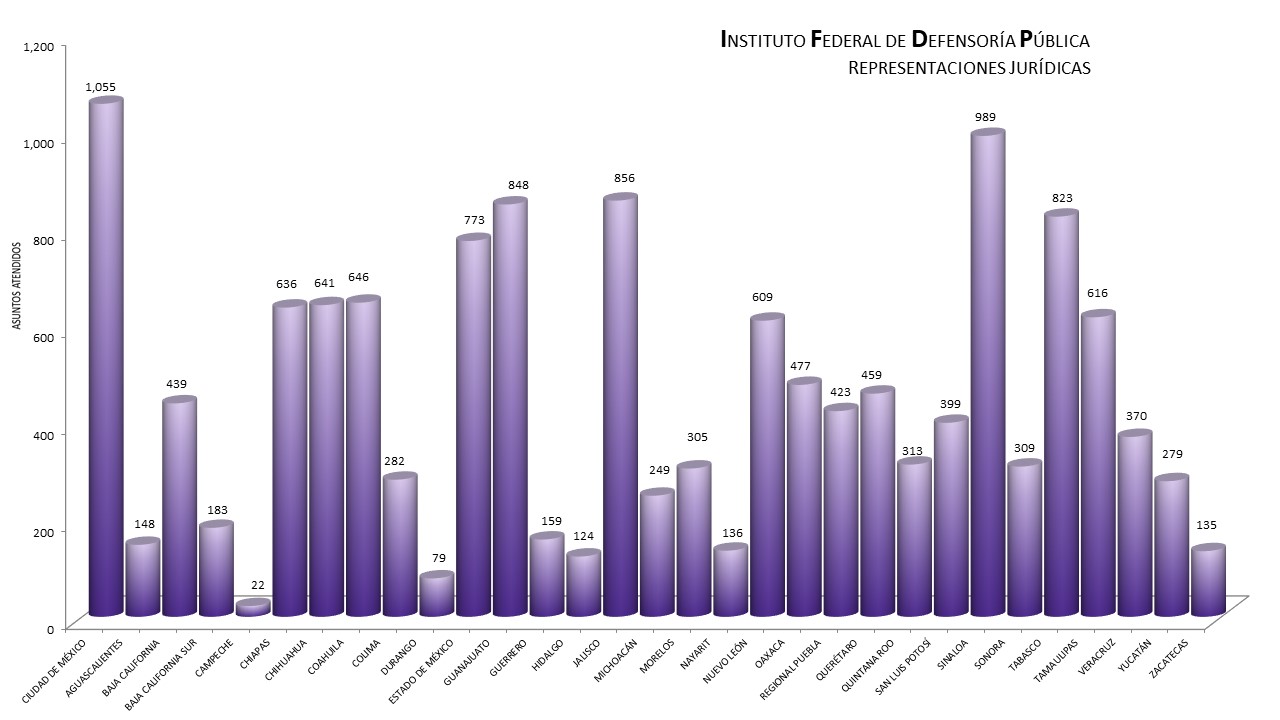 INSTITUTO FEDERAL DE DEFENSORÍA PÚBLICA
REPRESENTACIONES JURÍDICAS
ASUNTOS ATENDIDOS
1,200
1,000
800
600
400
200
0
1,055
148
439
183
22
636
641
646
282
79
773
848
159
124
856
249
305
136
609
477
423
459
313
399
989
309
823
616
370
279
135
CIUDAD DE MÉXICO
AGUASCALIENTES
BAJA CALIFORNIA
BAJA CALIFORNIA SUR
CAMPECHE
CHIAPAS
CHIHUAHUA
COAHUILA
COLIMA
DURANGO
ESTADO DE MÉXICO
GUANAJUATO
GUERRERO
HIDALGO
JALISCO
MICHOACÁN
MORELOS
NAYARIT
NUEVO LEÓN
OAXACA
REGIONAL PUEBLA
QUERÉTARO
QUINTANA ROO
SAN LUIS POTOSÍ
SINALOA
SONORA
TABASCO
TAMAULIPAS
VERACRUZ
YUCATÁN
ZACATECAS